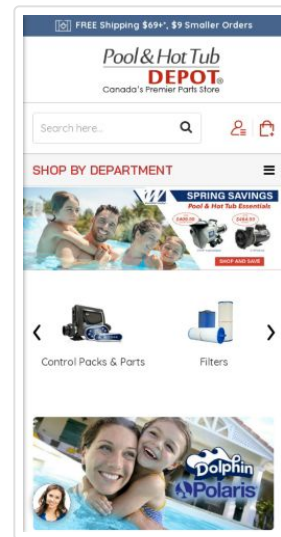 FREE Shipping $69+*, $9 Smaller Orders
Pool & Hot Tub
DEPOT®
Canada's Premier Parts Store
Search here...
SHOP BY DEPARTMENT
SPRING SAVINGS
Pool & Hot Tub Essentials
SHOP AND SAVE
Control Packs & Parts
Filters
Dolphin
POLARIS